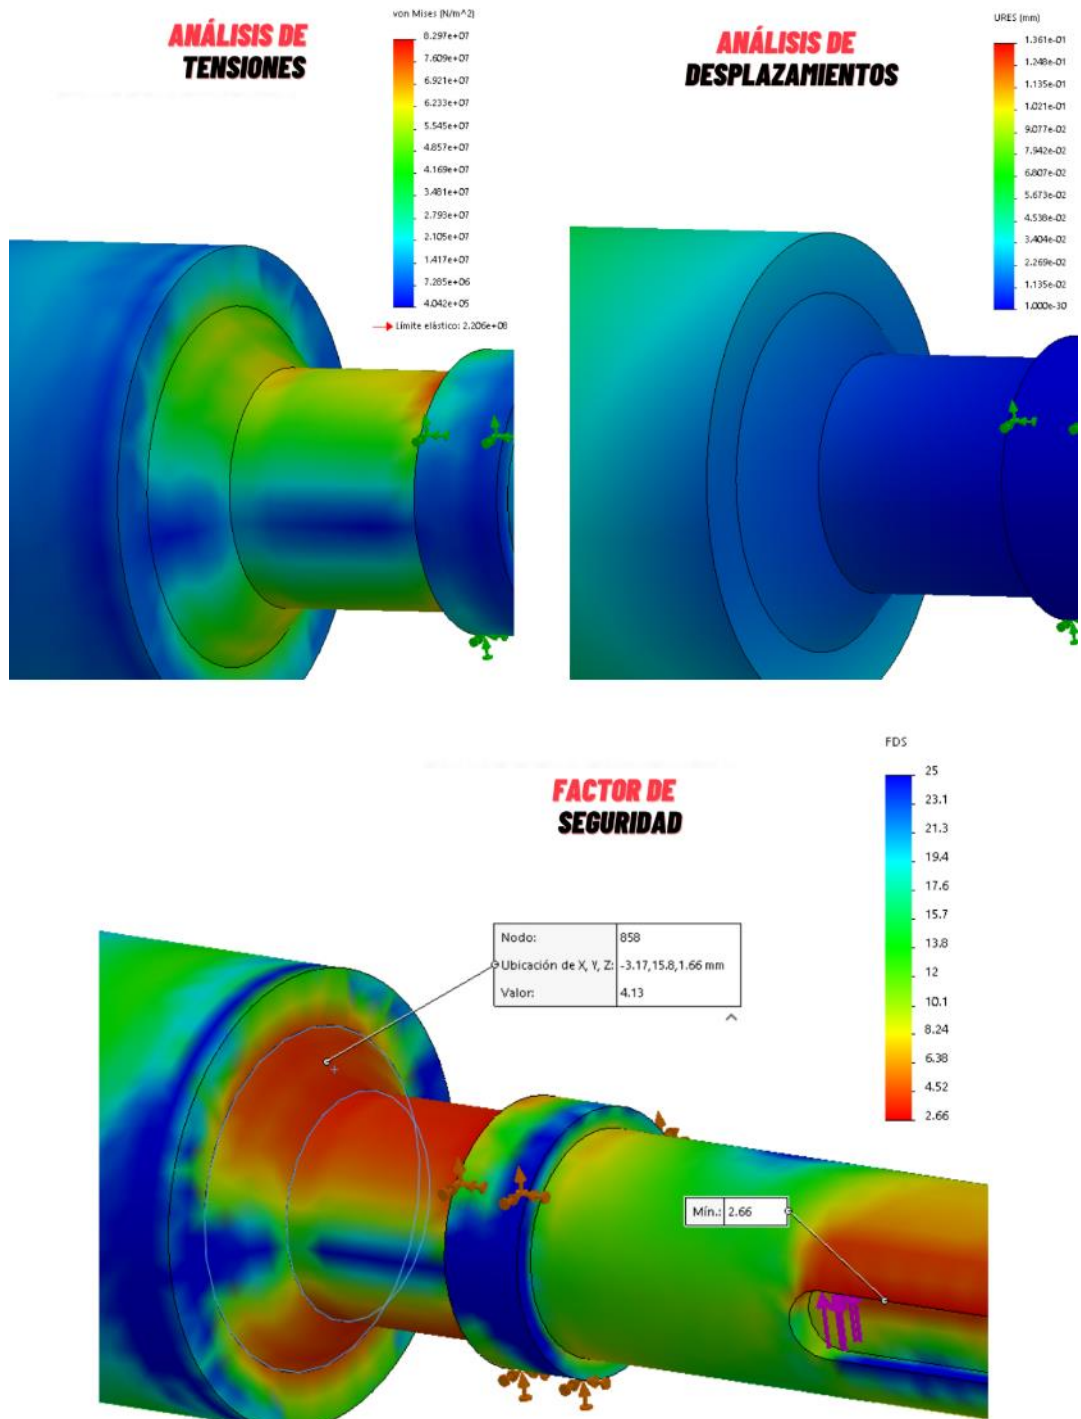 von Mises (N/m^2)
ANÁLISIS DE
TENSIONES
8.297e+07
7.609e+07
6.921e+07
6.233e+07
5.545e+07
4.857e+07
4.169e+07
3.481e+07
2.793e+07
2.105e+07
1.417e+07
7.285e+06
4.042e+05
Límite elástico: 2.206e+08
URES (mm)
ANÁLISIS DE
DESPLAZAMIENTOS
1.361e-01
1.248e-01
1.135e-01
1.021e-01
9.077e-02
7.942e-02
6.807e-02
5.673e-02
4.538e-02
3.404e-02
2.269e-02
1.135e-02
1.000e-30
FDS
FACTOR DE
SEGURIDAD
25
23.1
21.3
19.4
17.6
15.7
13.8
12
10.1
8.24
6.38
4.52
2.66
Nodo: 858
Ubicación de X, Y, Z: -3.17,15.8,1.66 mm
Valor: 4.13
Mín.: 2.66